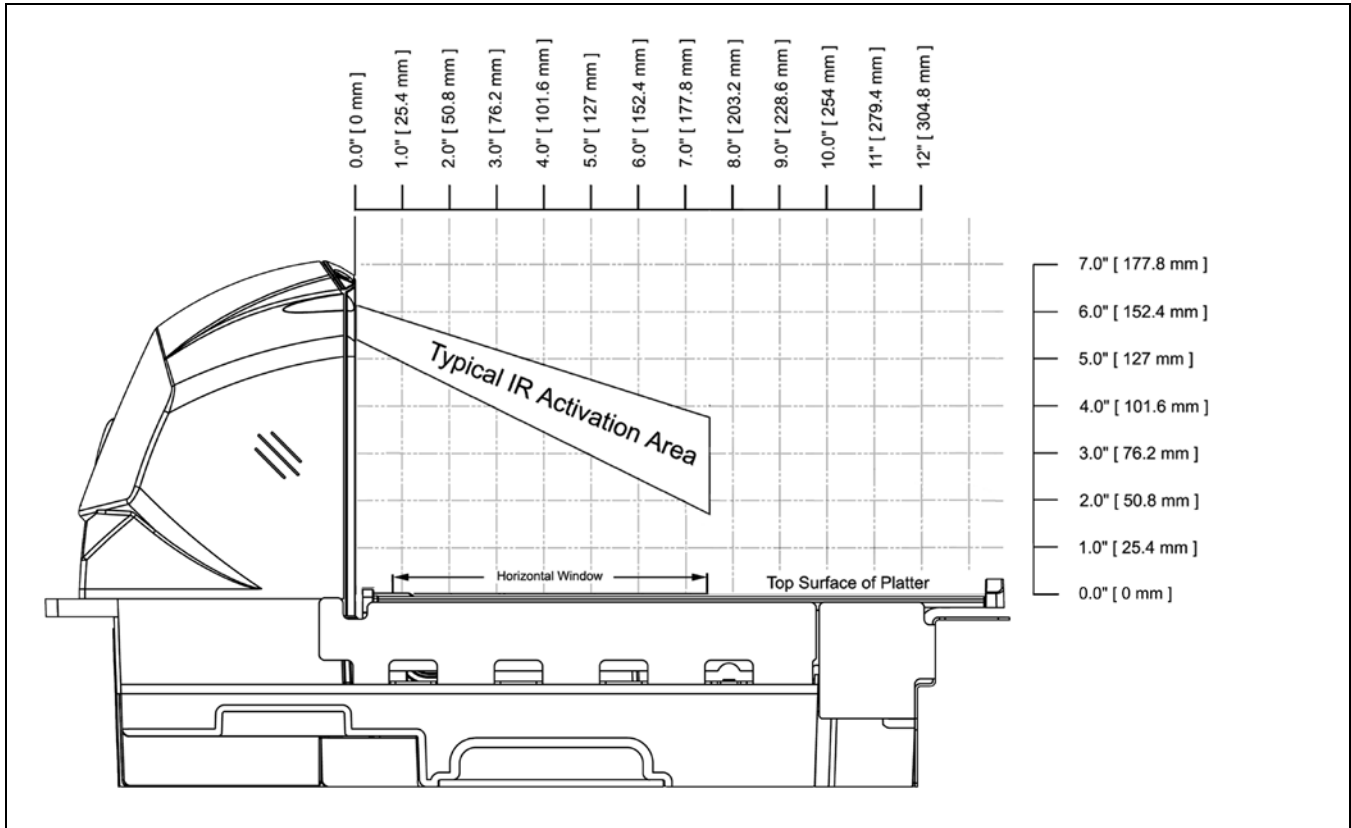 0.0" [ 0 mm ]
1.0" [ 25.4 mm ]
2.0" [ 50.8 mm ]
3.0" [ 76.2 mm ]
4.0" [ 101.6 mm ]
5.0" [ 127 mm ]
6.0" [ 152.4 mm ]
7.0" [ 177.8 mm ]
8.0" [ 203.2 mm ]
9.0" [ 228.6 mm ]
10.0" [ 254 mm ]
11" [ 279.4 mm ]
12" [ 304.8 mm ]
7.0" [ 177.8 mm ]
6.0" [ 152.4 mm ]
5.0" [ 127 mm ]
4.0" [ 101.6 mm ]
3.0" [ 76.2 mm ]
2.0" [ 50.8 mm ]
1.0" [ 25.4 mm ]
0.0" [ 0 mm ]
Typical IR Activation Area
Horizontal Window
Top Surface of Platter